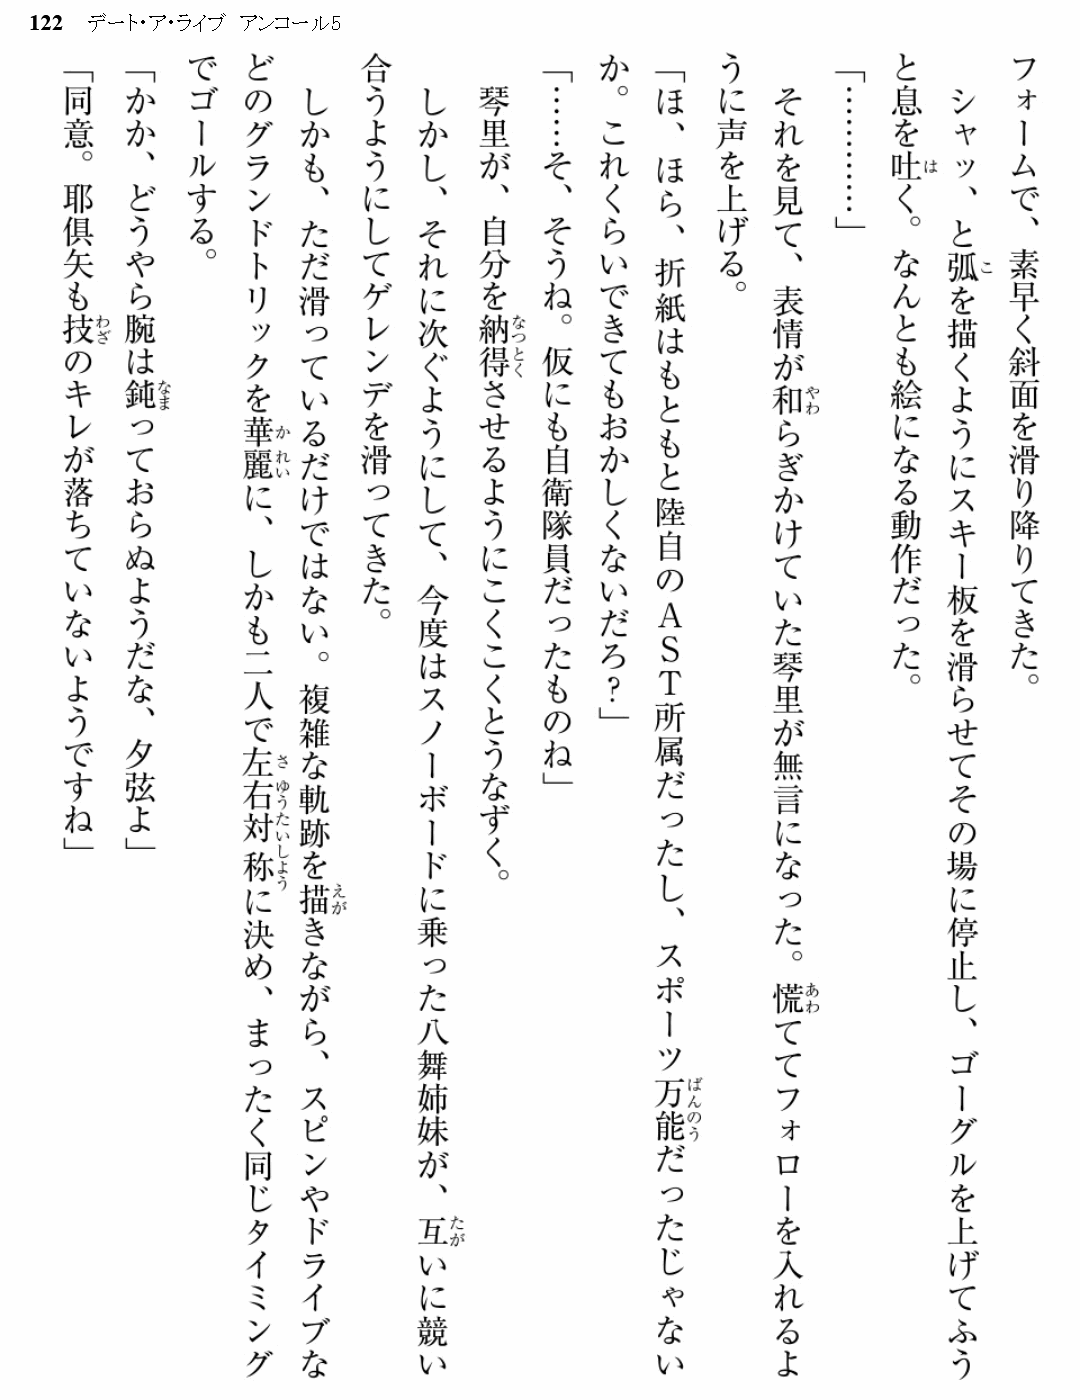 122 デート・ア・ライブ アンコール5
フォームで、素早く斜面を滑り降りてきた。
シャッ、と弧を描くようにスキー板を滑らせてその場に停止し、ゴーグルを上げてふう
と息を吐く。なんとも絵になる動作だった。
「…………」
それを見て、表情が和らぎかけていた琴里が無言になった。慌ててフォローを入れるよ
うに声を上げる。
「ほ、ほら、折紙はもともと陸自のＡＳＴ所属だったし、スポーツ万能だったじゃない
か。これくらいできてもおかしくないだろ？」
「……そ、そうね。仮にも自衛隊員だったものね」
琴里が、自分を納得させるようにこくこくとうなずく。
しかし、それに次ぐようにして、今度はスノーボードに乗った八舞姉妹が、互いに競い
合うようにしてゲレンデを滑ってきた。
しかも、ただ滑っているだけではない。複雑な軌跡を描きながら、スピンやドライブな
どのグランドトリックを華麗に、しかも二人で左右対称に決め、まったく同じタイミング
でゴールする。
「かか、どうやら腕は鈍っておらぬようだな、夕弦よ」
「同意。耶倶矢も技のキレが落ちていないようですね」